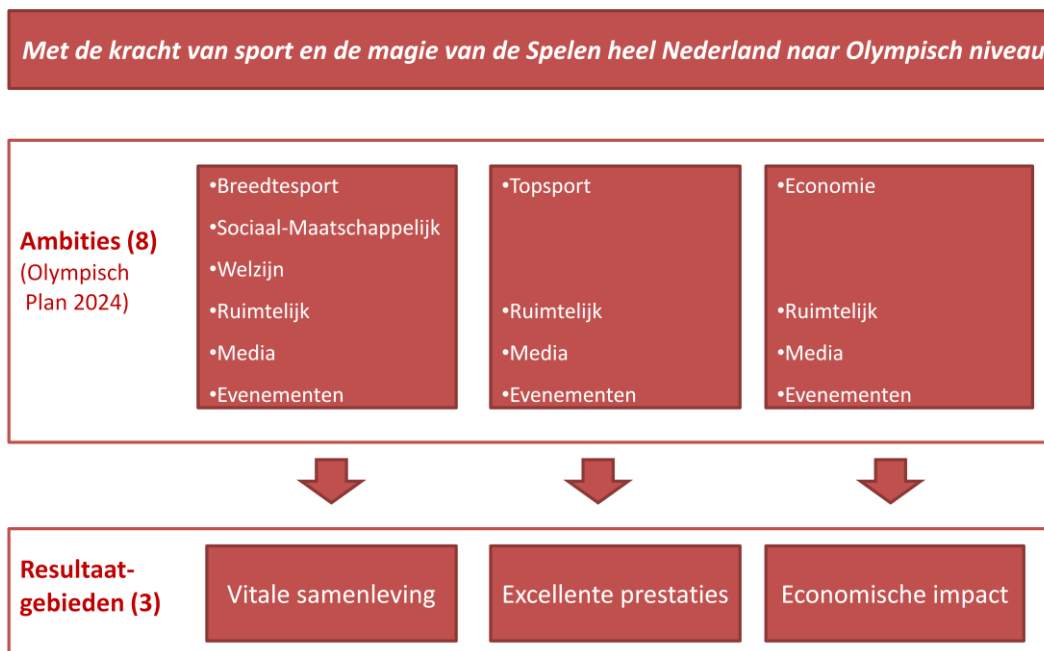 Met de kracht van sport en de magie van de Spelen heel Nederland naar Olympisch niveau
Ambities (8)
(Olympisch
Plan 2024)
•Breedtesport
•Sociaal-Maatschappelijk
•Welzijn
•Ruimtelijk
•Media
•Evenementen
•Topsport
•Ruimtelijk
•Media
•Evenementen
•Economie
•Ruimtelijk
•Media
•Evenementen
Resultaat-
gebieden (3)
Vitale samenleving
Excellente prestaties
Economische impact